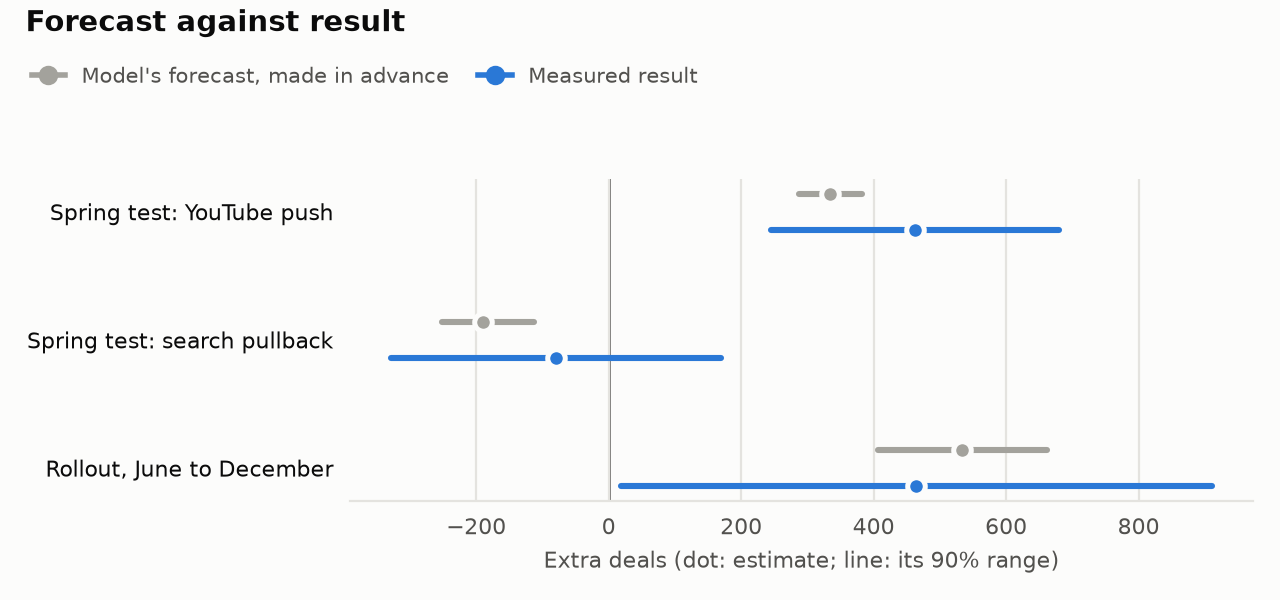 Forecast against result
Model's forecast, made in advance
Measured result
Spring test: YouTube push
Spring test: search pullback
Rollout, June to December
−200 0 200 400 600 800
Extra deals (dot: estimate; line: its 90% range)